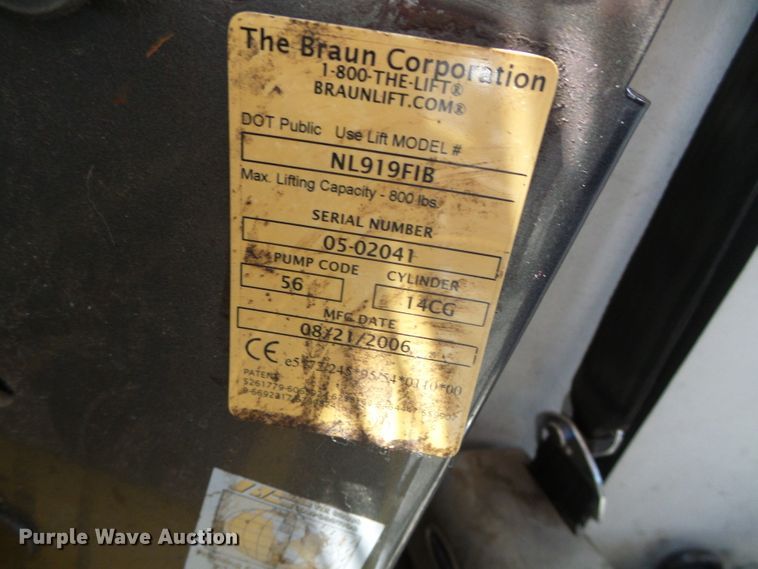 The Braun Corporation
1-800-THE-LIFT®
BRAUNLIFT.COM®
DOT Public Use Lift MODEL #
NL919FIB
Max. Lifting Capacity - 800 lbs.
SERIAL NUMBER
05-02041
PUMP CODE CYLINDER
56 14CG
MFG DATE
08/21/2006
CE
PATENT
Purple Wave Auction